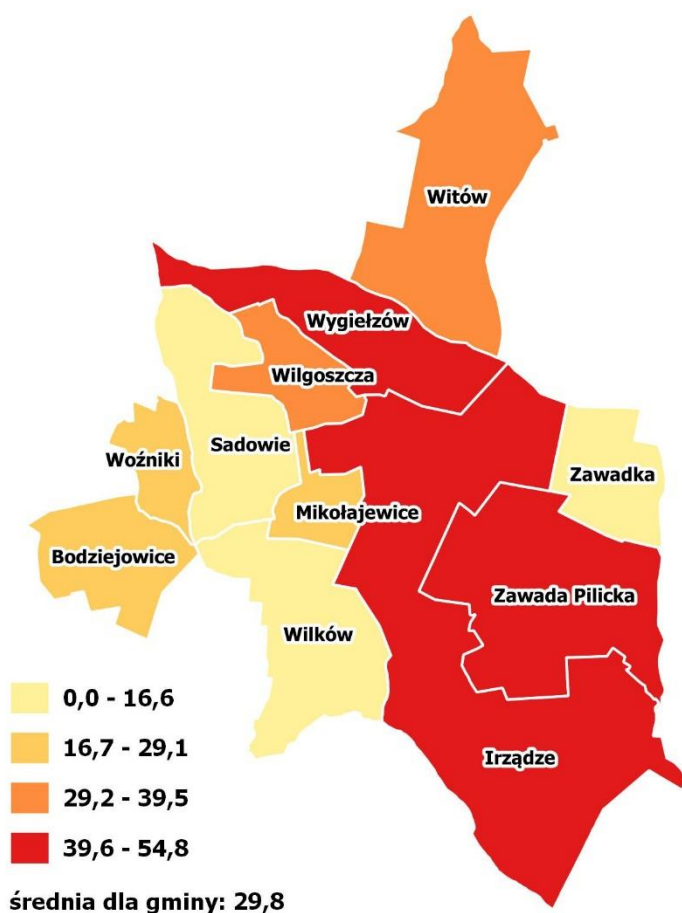 Witów
Wygiełzów
Wilgoszcza
Sadowie
Woźniki
Zawadka
Mikołajewice
Bodziejowice
Zawada Pilicka
Wilków
Irządze
0,0 - 16,6
16,7 - 29,1
29,2 - 39,5
39,6 - 54,8
średnia dla gminy: 29,8